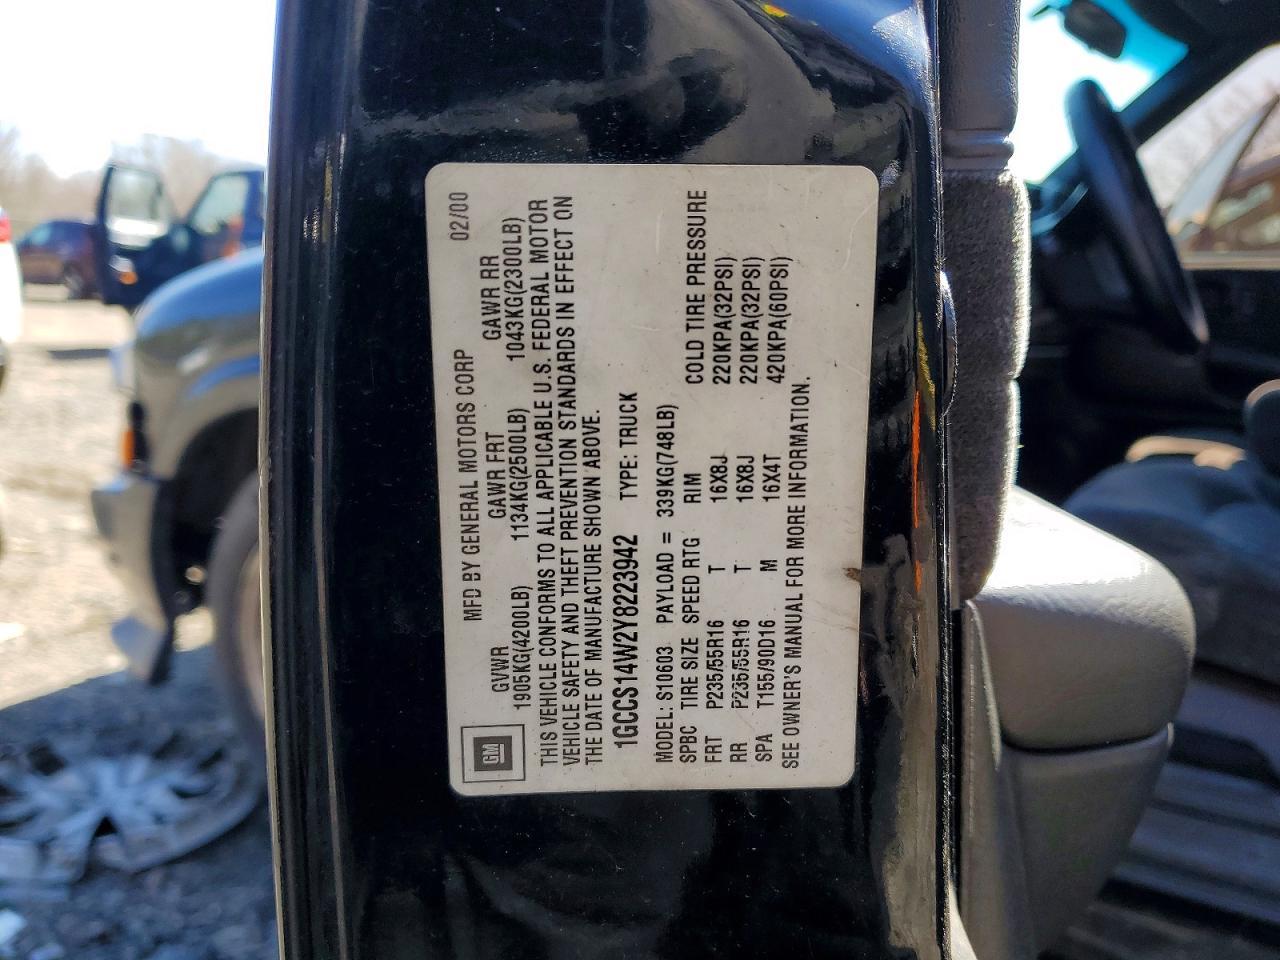 MFD BY GENERAL MOTORS CORP 02/00
GVWR GAWR FRT GAWR RR
1905KG(4200LB) 1134KG(2500LB) 1043KG(2300LB)
GM
THIS VEHICLE CONFORMS TO ALL APPLICABLE U.S. FEDERAL MOTOR
VEHICLE SAFETY AND THEFT PREVENTION STANDARDS IN EFFECT ON
THE DATE OF MANUFACTURE SHOWN ABOVE.
1GCCS14W2Y8223942 TYPE: TRUCK
MODEL: S10603 PAYLOAD = 339KG(748LB)
SPBC TIRE SIZE SPEED RTG RIM COLD TIRE PRESSURE
FRT P235/55R16 T 16X8J 220KPA(32PSI)
RR P235/55R16 T 16X8J 220KPA(32PSI)
SPA T155/90D16 M 16X4T 420KPA(60PSI)
SEE OWNER'S MANUAL FOR MORE INFORMATION.